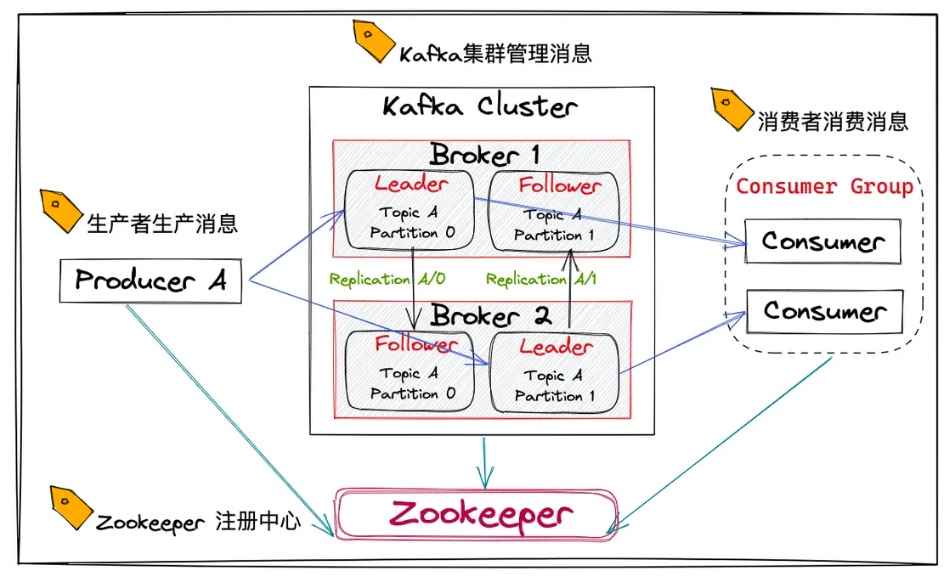 Kafka集群管理消息
Kafka Cluster
消费者消费消息
Broker 1
Leader
Topic A
Partition 0
Follower
Topic A
Partition 1
Consumer Group
Consumer
Consumer
生产者生产消息
Producer A
Replication A/0
Replication A/1
Broker 2
Follower
Topic A
Partition 0
Leader
Topic A
Partition 1
Zookeeper 注册中心
Zookeeper